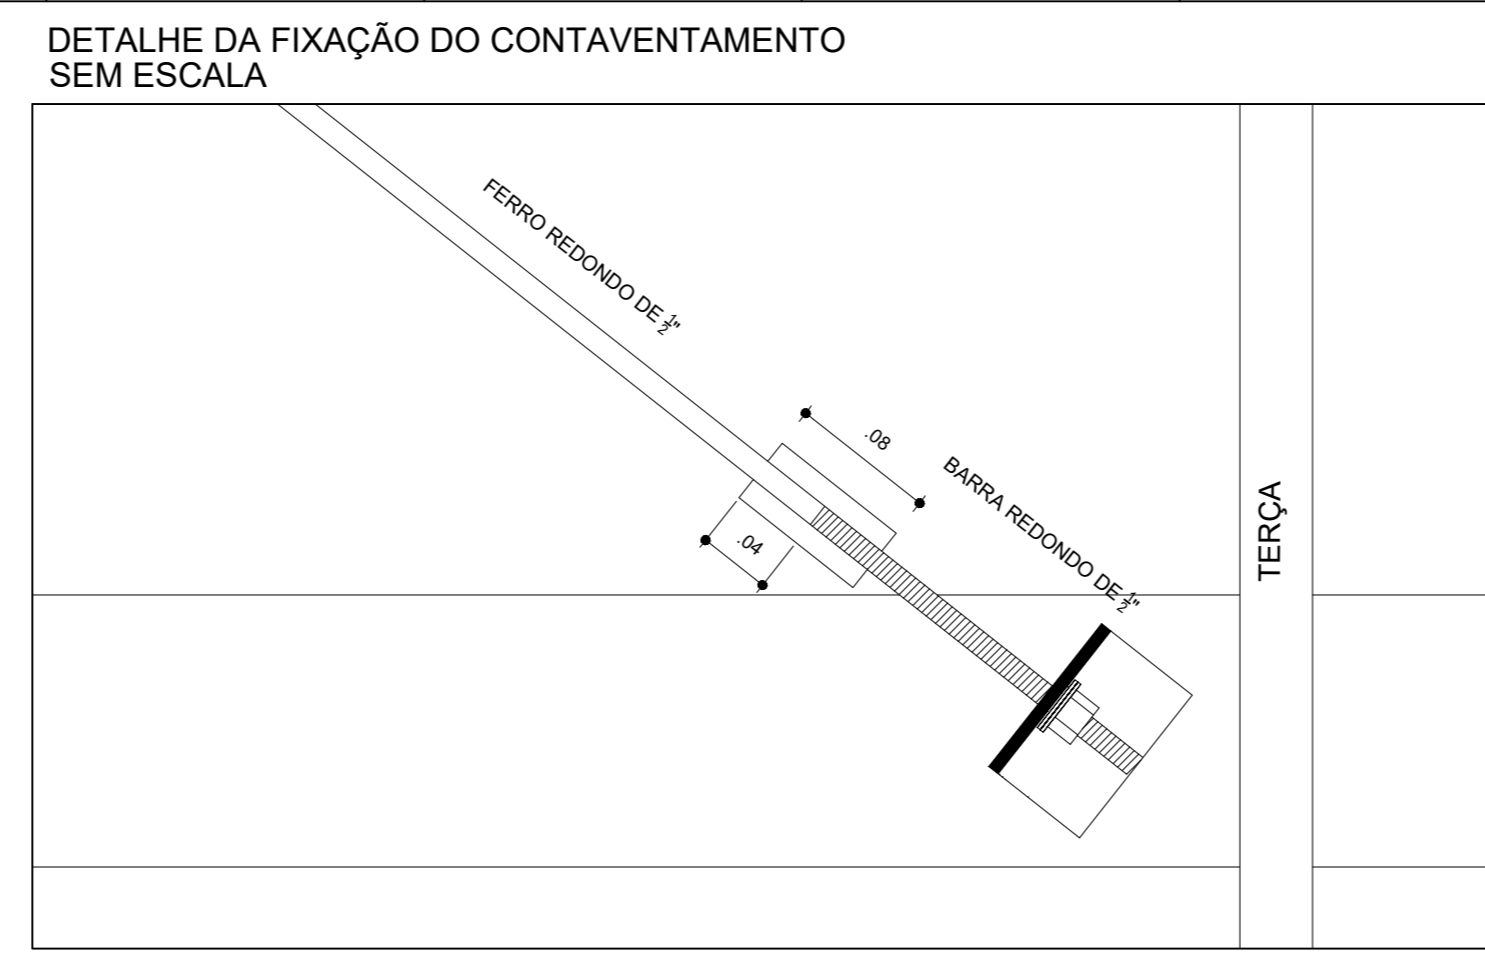 DETALHE DA FIXAÇÃO DO CONTAVENTAMENTO
SEM ESCALA
FERRO REDONDO DE 1/2"
.08
BARRA REDONDO DE 1/2"
.04
TERÇA